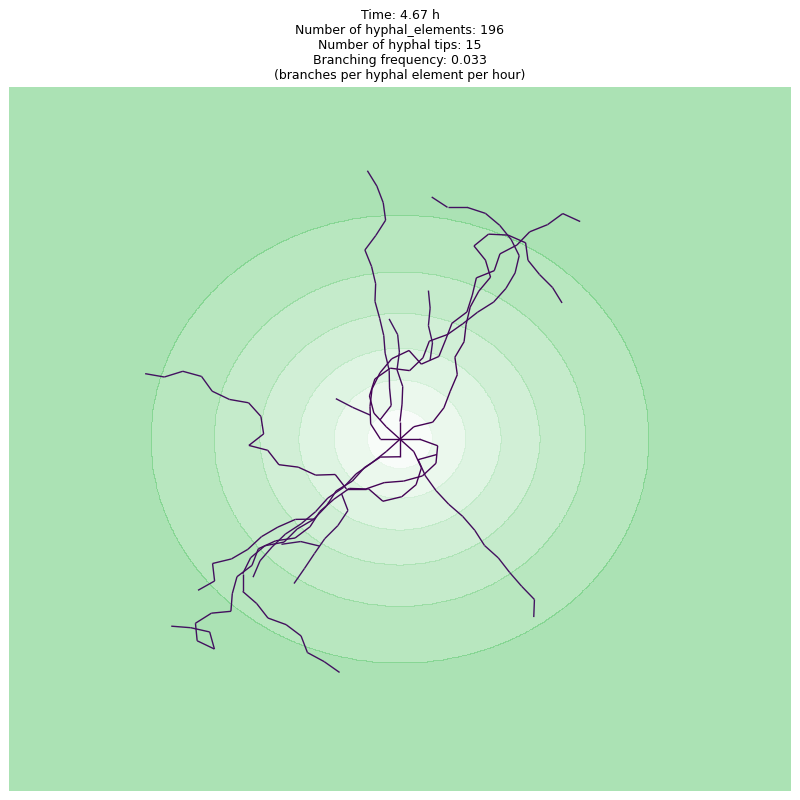 Time: 4.67 h
Number of hyphal_elements: 196
Number of hyphal tips: 15
Branching frequency: 0.033
(branches per hyphal element per hour)